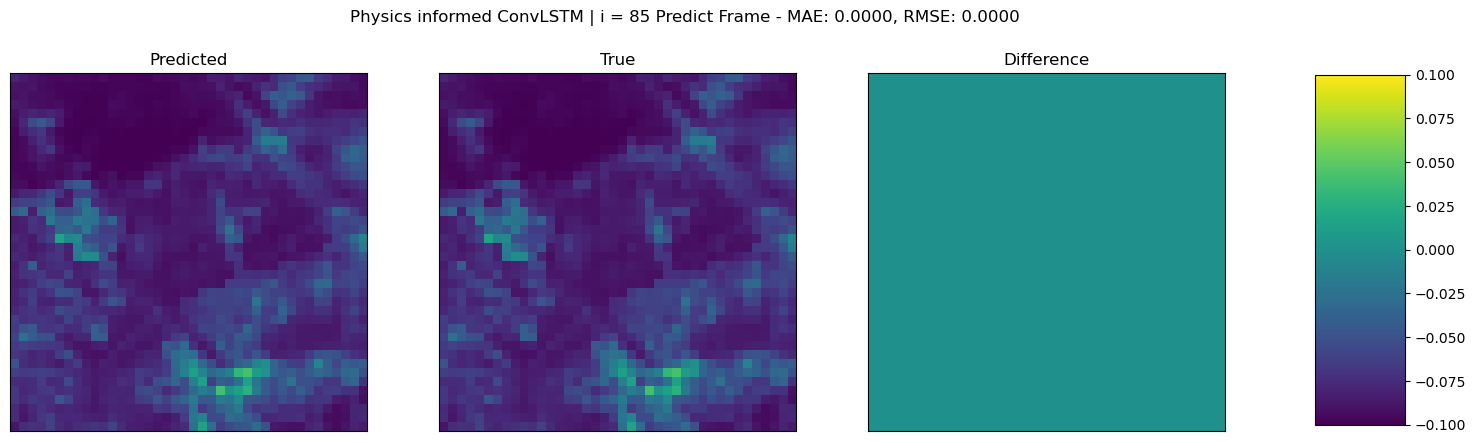 Physics informed ConvLSTM | i = 85 Predict Frame - MAE: 0.0000, RMSE: 0.0000
Predicted
True
Difference
0.100
0.075
0.050
0.025
0.000
−0.025
−0.050
−0.075
−0.100